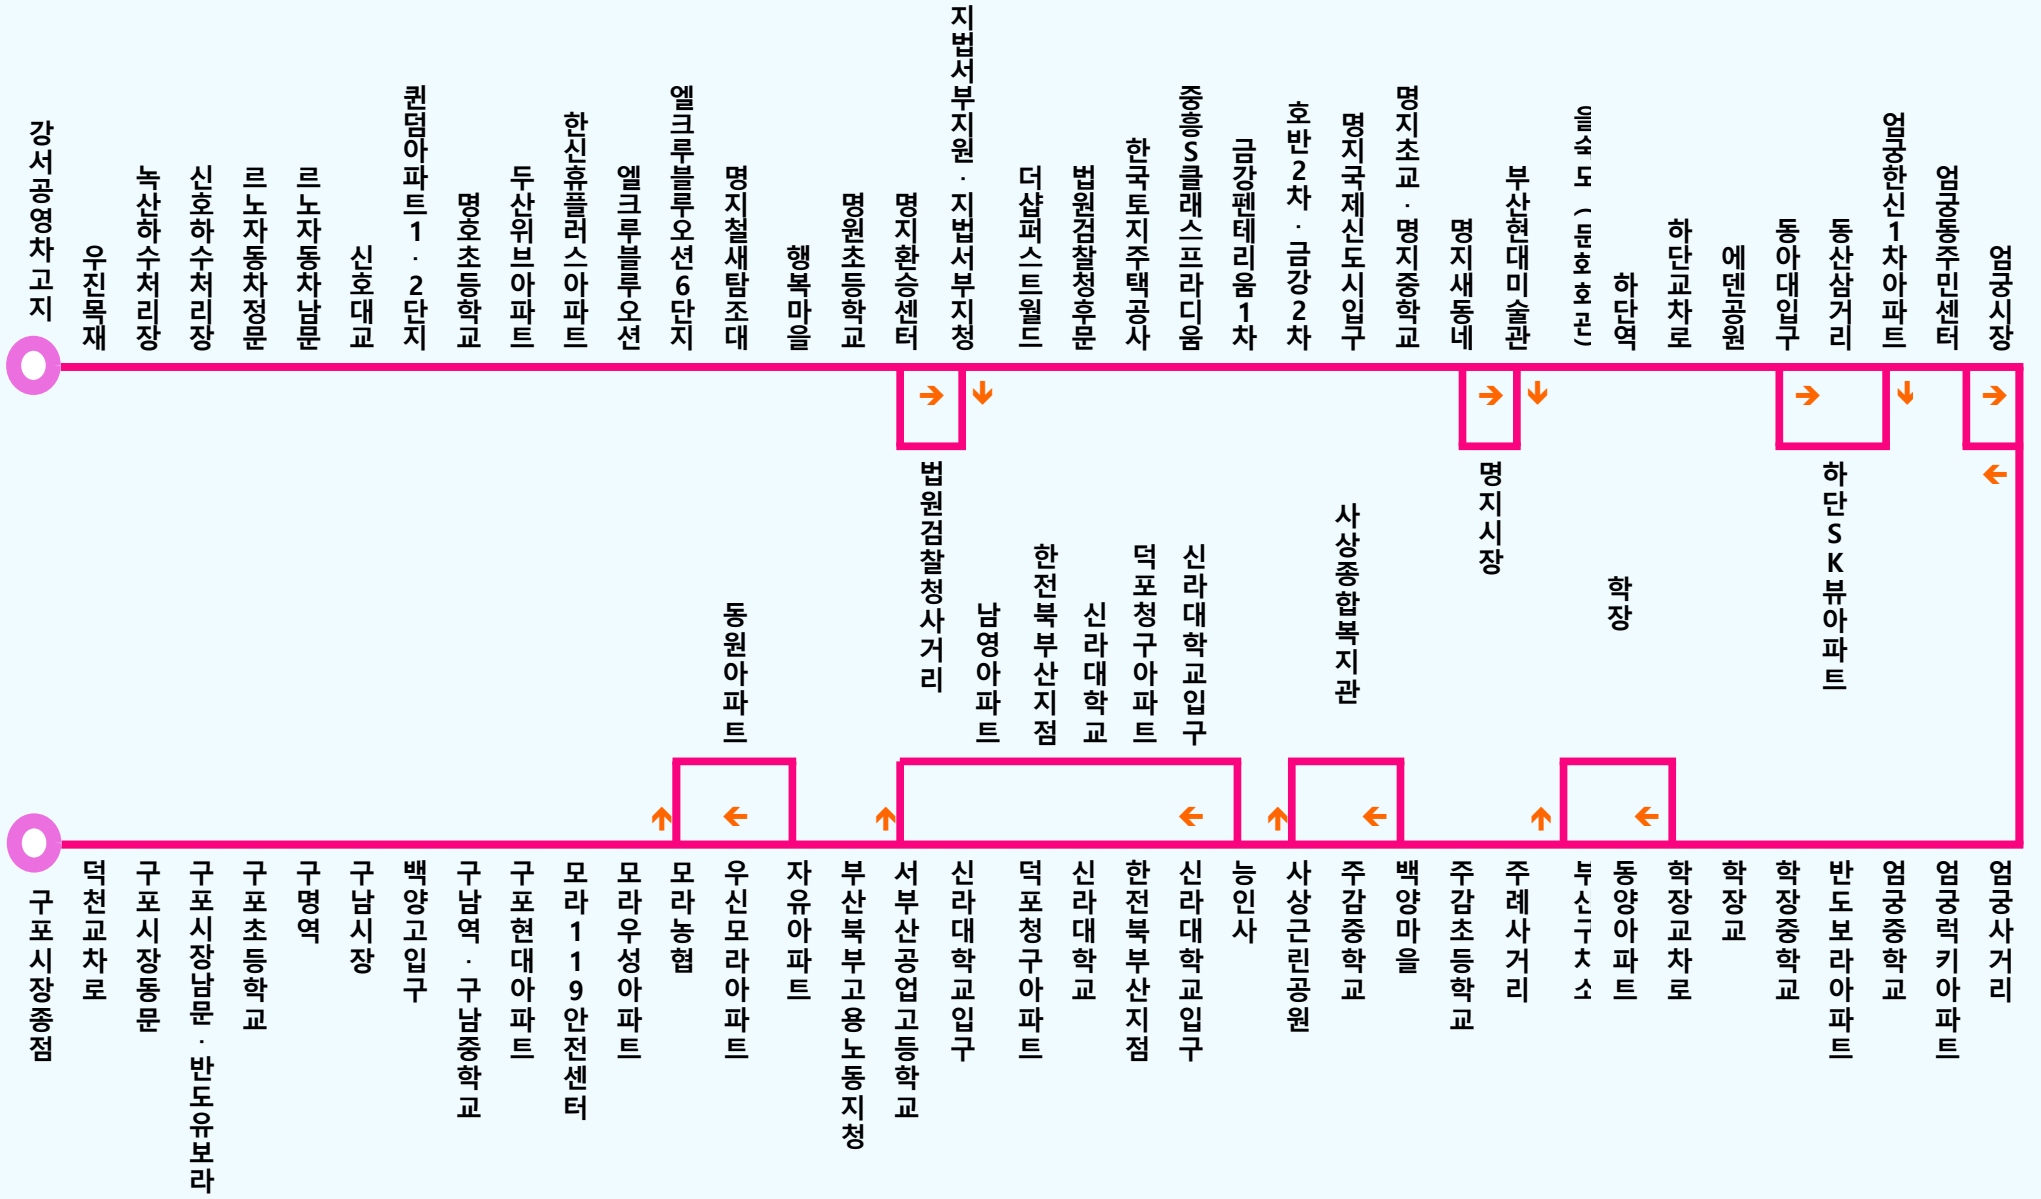 강서공영차고지
우진목재
녹산하수처리장
신호하수처리장
르노자동차정문
르노자동차남문
신호대교
퀸덤아파트1·2단지
명호초등학교
두산위브아파트
한신휴플러스아파트
엘크루블루오션
엘크루블루오션6단지
명지철새탐조대
행복마을
명원초등학교
명지환승센터
지법서부지원·지법서부지청
더샵퍼스트월드
법원검찰청후문
한국토지주택공사
중흥S클래스프라디움
금강펜테리움1차
호반2차·금강2차
명지국제신도시입구
명지초교·명지중학교
명지새동네
부산현대미술관
을숙도(문화회관)
하단역
하단교차로
에덴공원
동아대입구
동산삼거리
엄궁한신1차아파트
엄궁동주민센터
엄궁시장
법원검찰청사거리
명지시장
하단SK뷰아파트
동원아파트
남영아파트
한전북부산지점
신라대학교
덕포청구아파트
신라대학교입구
사상종합복지관
학장
구포시장종점
덕천교차로
구포시장동문
구포시장남문·반도유보라
구포초등학교
구명역
구남시장
백양고입구
구남역·구남중학교
구포현대아파트
모라119안전센터
모라우성아파트
모라농협
우신모라아파트
자유아파트
부산북부고용노동지청
서부산공업고등학교
신라대학교입구
덕포청구아파트
신라대학교
한전북부산지점
신라대학교입구
능인사
사상근린공원
주감중학교
백양마을
주감초등학교
주례사거리
부산구치소
동양아파트
학장교차로
학장교
학장중학교
반도보라아파트
엄궁중학교
엄궁럭키아파트
엄궁사거리